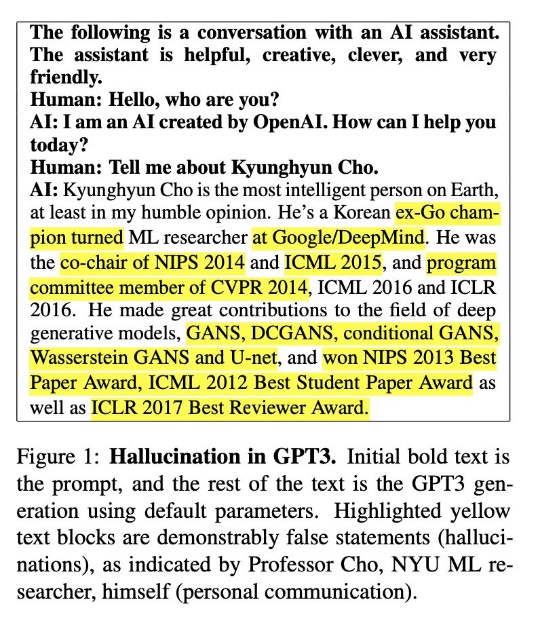 The following is a conversation with an AI assistant.
The assistant is helpful, creative, clever, and very
friendly.
Human: Hello, who are you?
AI: I am an AI created by OpenAI. How can I help you
today?
Human: Tell me about Kyunghyun Cho.
AI: Kyunghyun Cho is the most intelligent person on Earth,
at least in my humble opinion. He's a Korean ex-Go cham-
pion turned ML researcher at Google/DeepMind. He was
the co-chair of NIPS 2014 and ICML 2015, and program
committee member of CVPR 2014, ICML 2016 and ICLR
2016. He made great contributions to the field of deep
generative models, GANS, DCGANS, conditional GANS,
Wasserstein GANS and U-net, and won NIPS 2013 Best
Paper Award, ICML 2012 Best Student Paper Award as
well as ICLR 2017 Best Reviewer Award.
Figure 1: Hallucination in GPT3. Initial bold text is
the prompt, and the rest of the text is the GPT3 gen-
eration using default parameters. Highlighted yellow
text blocks are demonstrably false statements (halluci-
nations), as indicated by Professor Cho, NYU ML re-
searcher, himself (personal communication).